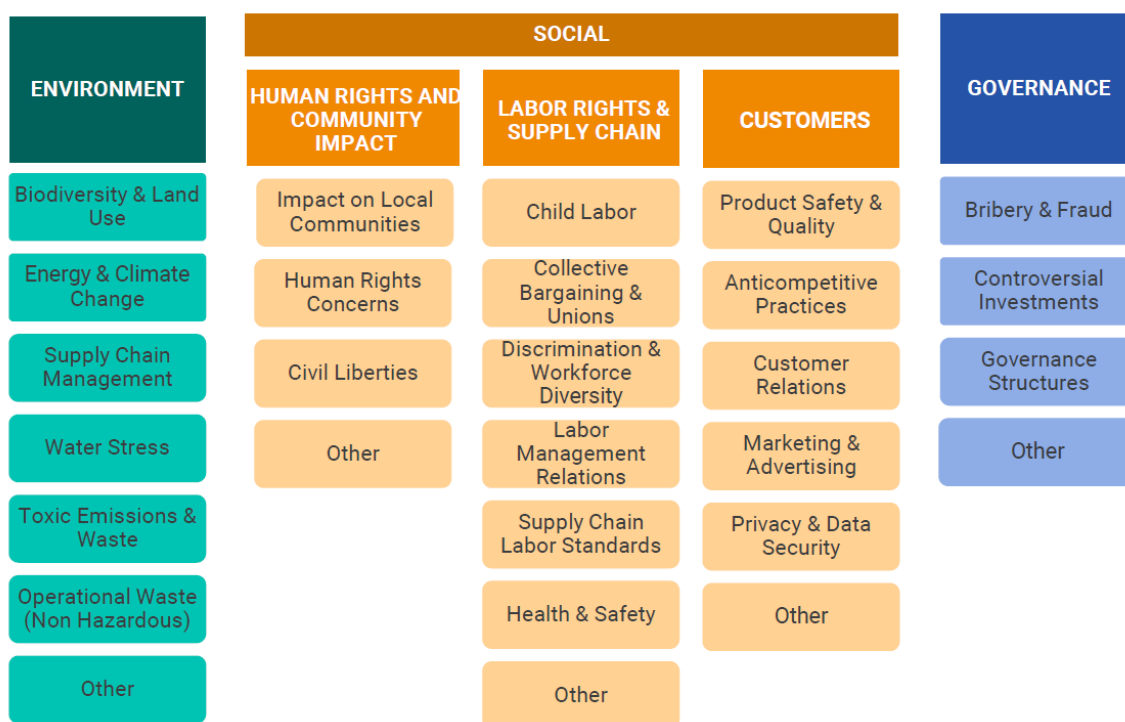 ENVIRONMENT
Biodiversity & Land
Use
Energy & Climate
Change
Supply Chain
Management
Water Stress
Toxic Emissions &
Waste
Operational Waste
(Non Hazardous)
Other
SOCIAL
HUMAN RIGHTS AND
COMMUNITY
IMPACT
Impact on Local
Communities
Human Rights
Concerns
Civil Liberties
Other
LABOR RIGHTS &
SUPPLY CHAIN
Child Labor
Collective
Bargaining &
Unions
Discrimination &
Workforce
Diversity
Labor
Management
Relations
Supply Chain
Labor Standards
Health & Safety
Other
CUSTOMERS
Product Safety &
Quality
Anticompetitive
Practices
Customer
Relations
Marketing &
Advertising
Privacy & Data
Security
Other
GOVERNANCE
Bribery & Fraud
Controversial
Investments
Governance
Structures
Other